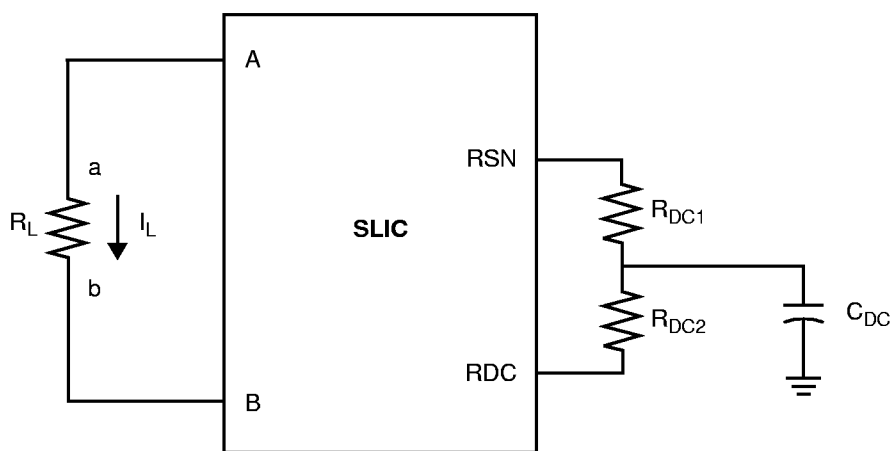 A
RSN
a
R_DC1
R_L
I_L
SLIC
b
R_DC2
C_DC
RDC
B